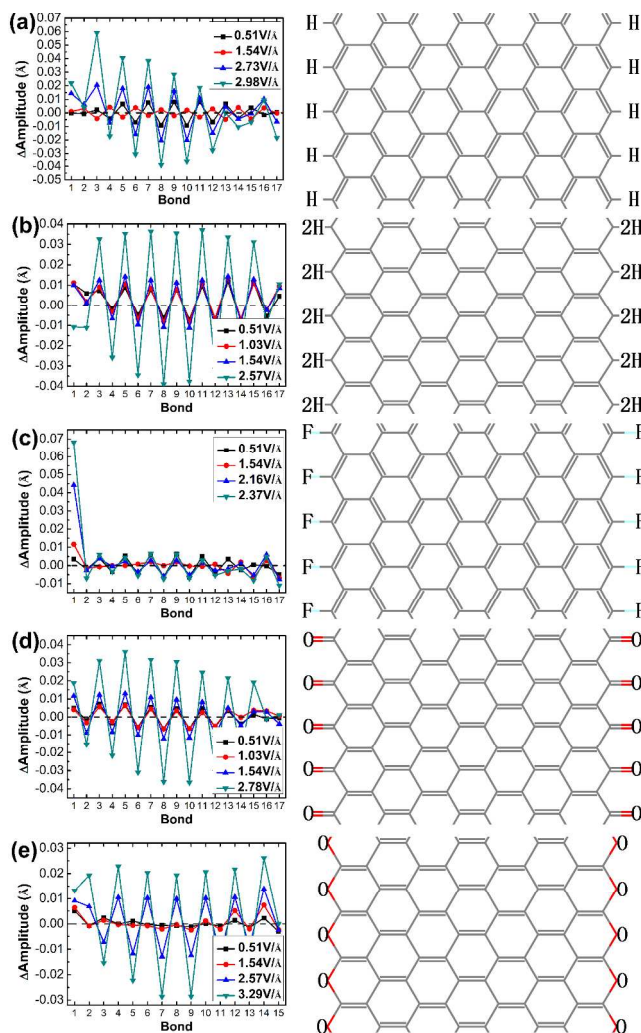 (a)
ΔAmplitude (Å)
0.07
0.06
0.05
0.04
0.03
0.02
0.01
0.00
-0.01
-0.02
-0.03
-0.04
-0.05
0.51V/Å
1.54V/Å
2.73V/Å
2.98V/Å
1 2 3 4 5 6 7 8 9 10 11 12 13 14 15 16 17
Bond
H H
H H
H H
H H
H H
(b)
ΔAmplitude (Å)
0.04
0.03
0.02
0.01
0.00
-0.01
-0.02
-0.03
-0.04
0.51V/Å
1.03V/Å
1.54V/Å
2.57V/Å
1 2 3 4 5 6 7 8 9 10 11 12 13 14 15 16 17
Bond
2H 2H
2H 2H
2H 2H
2H 2H
2H 2H
(c)
ΔAmplitude (Å)
0.07
0.06
0.05
0.04
0.03
0.02
0.01
0.00
-0.01
0.51V/Å
1.54V/Å
2.16V/Å
2.37V/Å
1 2 3 4 5 6 7 8 9 10 11 12 13 14 15 16 17
Bond
F F
F F
F F
F F
F F
(d)
ΔAmplitude (Å)
0.04
0.03
0.02
0.01
0.00
-0.01
-0.02
-0.03
-0.04
0.51V/Å
1.03V/Å
1.54V/Å
2.78V/Å
1 2 3 4 5 6 7 8 9 10 11 12 13 14 15 16 17
Bond
O O
O O
O O
O O
O O
(e)
ΔAmplitude (Å)
0.03
0.02
0.01
0.00
0.01
0.02
0.03
0.51V/Å
1.54V/Å
2.57V/Å
3.29V/Å
1 2 3 4 5 6 7 8 9 10 11 12 13 14 15
Bond
O O
O O
O O
O O
O O